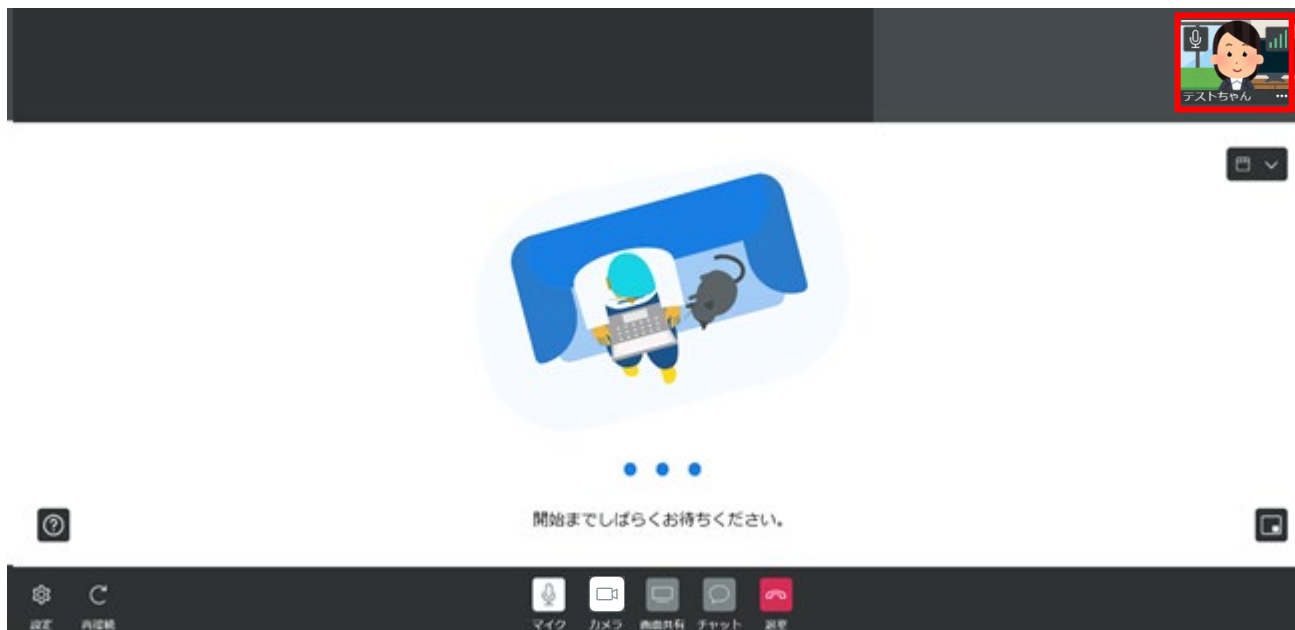 テストちゃん
開始までしばらくお待ちください。
設定
再接続
マイク
カメラ
画面共有
チャット
退室